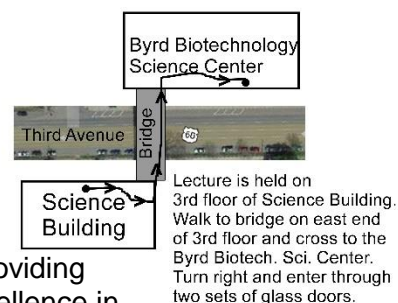 Byrd Biotechnology
Science Center
Third Avenue
Bridge
60
Science
Building
Lecture is held on
3rd floor of Science Building.
Walk to bridge on east end
of 3rd floor and cross to the
Byrd Biotech. Sci. Center.
Turn right and enter through
two sets of glass doors.
oviding